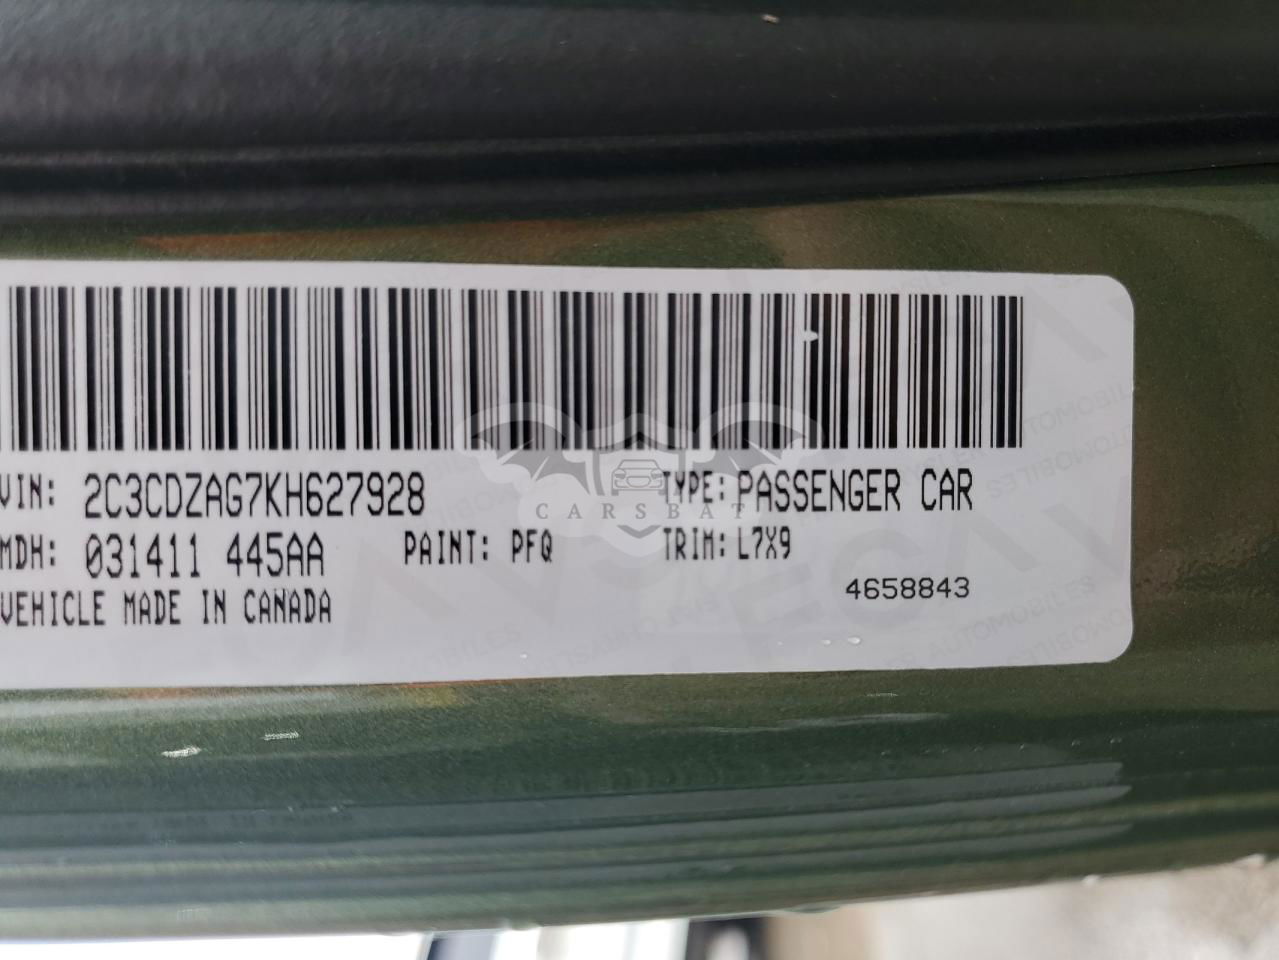 VIN: 2C3CDZAG7KH627928 TYPE: PASSENGER CAR
CARSBAT
MDH: 031411 445AA PAINT: PFQ TRIM: L7X9
VEHICLE MADE IN CANADA 4658843